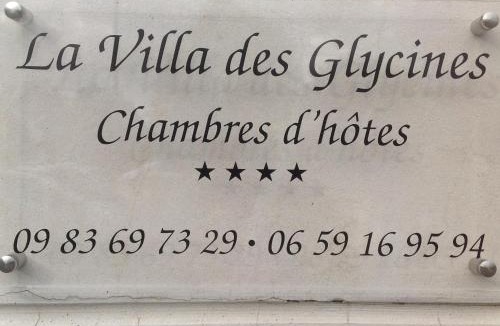 La Villa des Glycines
Chambres d'hôtes
★ ★ ★ ★
09 83 69 73 29 • 06 59 16 95 94